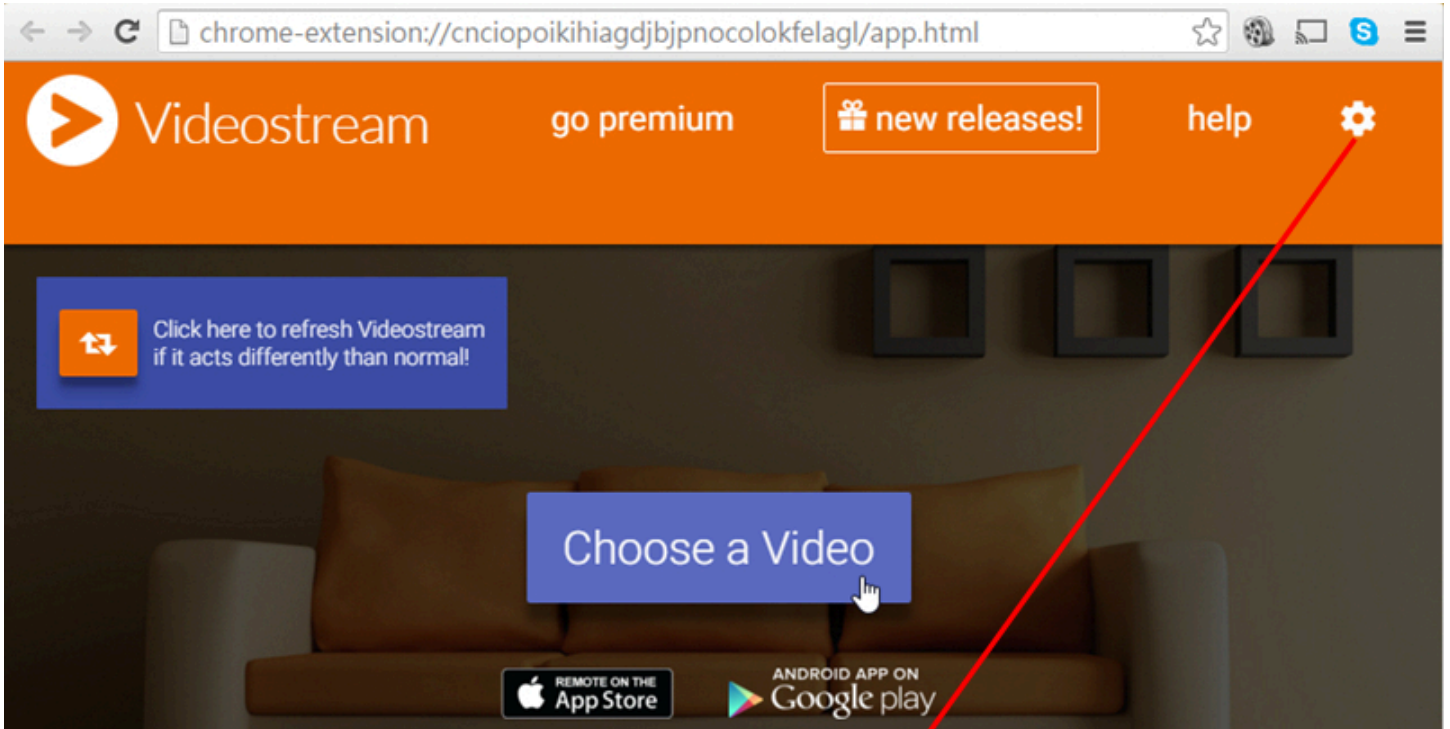 chrome-extension://cnciopoikihiagdjbjpnocolokfelagl/app.html
Videostream
go premium
new releases!
help
Click here to refresh Videostream
if it acts differently than normal!
Choose a Video
REMOTE ON THE
App Store
ANDROID APP ON
Google play